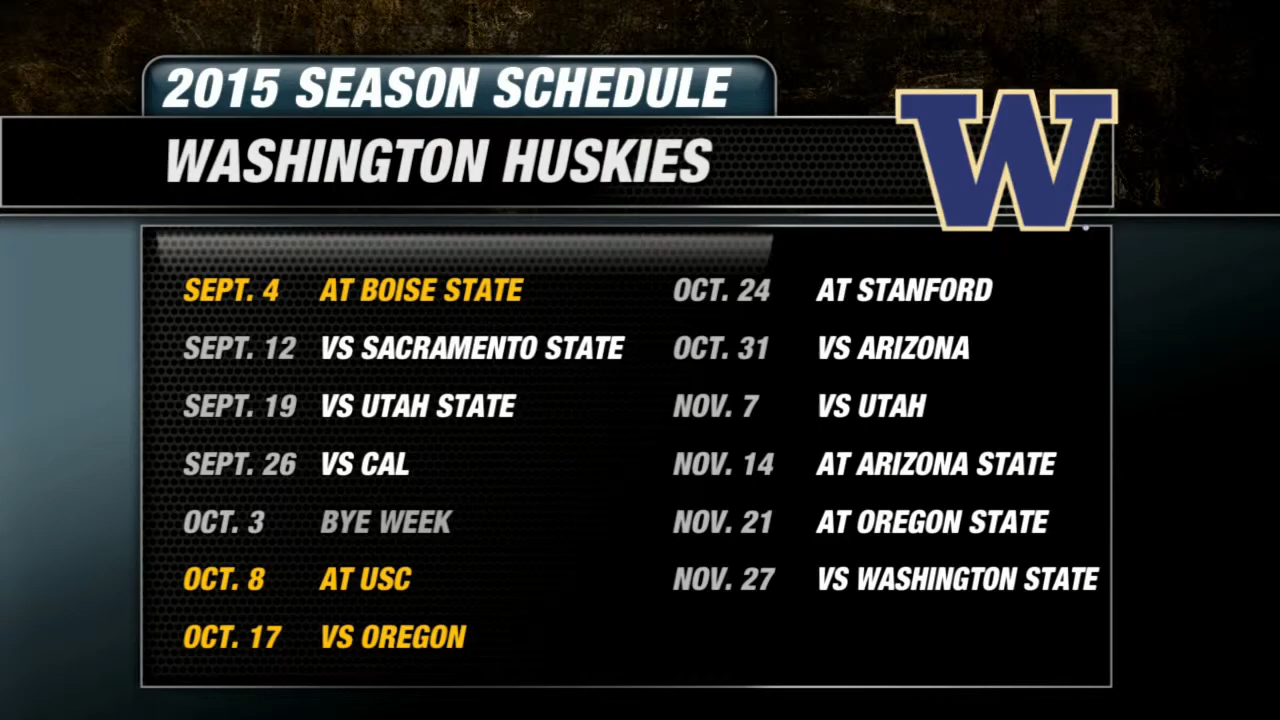 2015 SEASON SCHEDULE
WASHINGTON HUSKIES
W
SEPT. 4 AT BOISE STATE
SEPT. 12 VS SACRAMENTO STATE
SEPT. 19 VS UTAH STATE
SEPT. 26 VS CAL
OCT. 3 BYE WEEK
OCT. 8 AT USC
OCT. 17 VS OREGON
OCT. 24 AT STANFORD
OCT. 31 VS ARIZONA
NOV. 7 VS UTAH
NOV. 14 AT ARIZONA STATE
NOV. 21 AT OREGON STATE
NOV. 27 VS WASHINGTON STATE